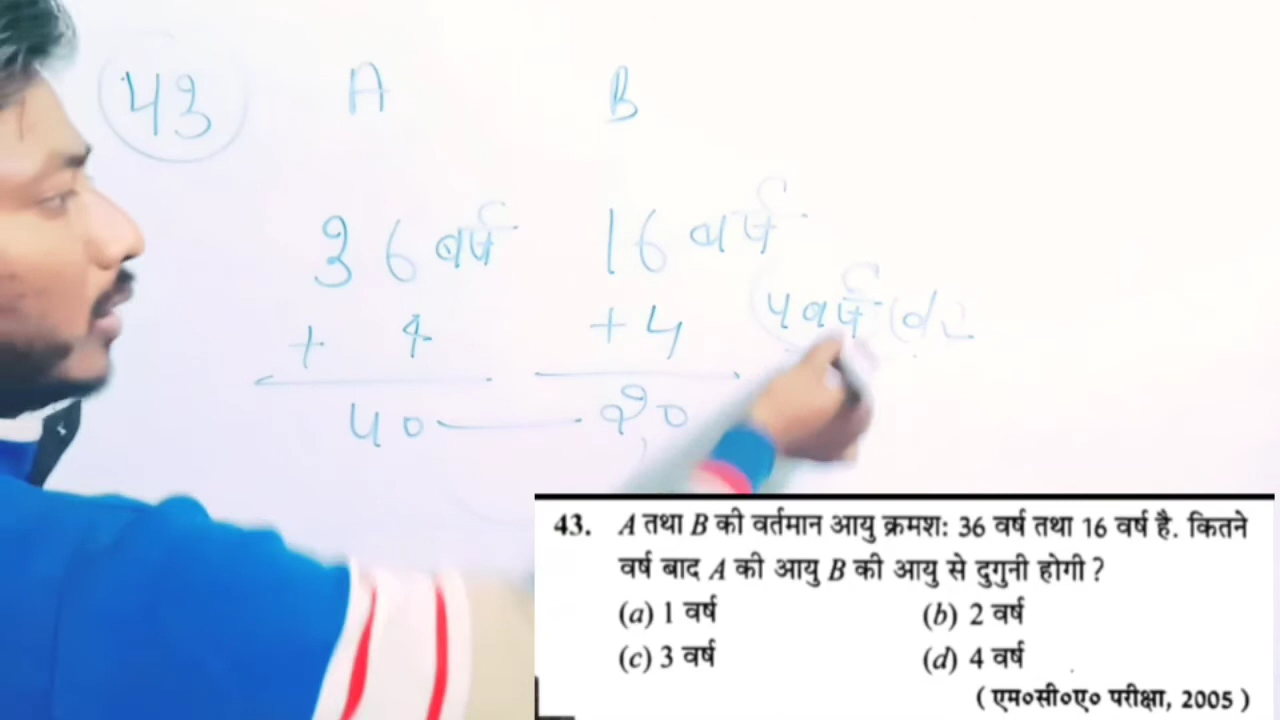 43 A B
36 वर्ष 16 वर्ष
+ 4 + 4 4 वर्ष
40 — 20
43. A तथा B की वर्तमान आयु क्रमश: 36 वर्ष तथा 16 वर्ष है. कितने
वर्ष बाद A की आयु B की आयु से दुगुनी होगी ?
(a) 1 वर्ष (b) 2 वर्ष
(c) 3 वर्ष (d) 4 वर्ष
( एम०सी०ए० परीक्षा, 2005 )